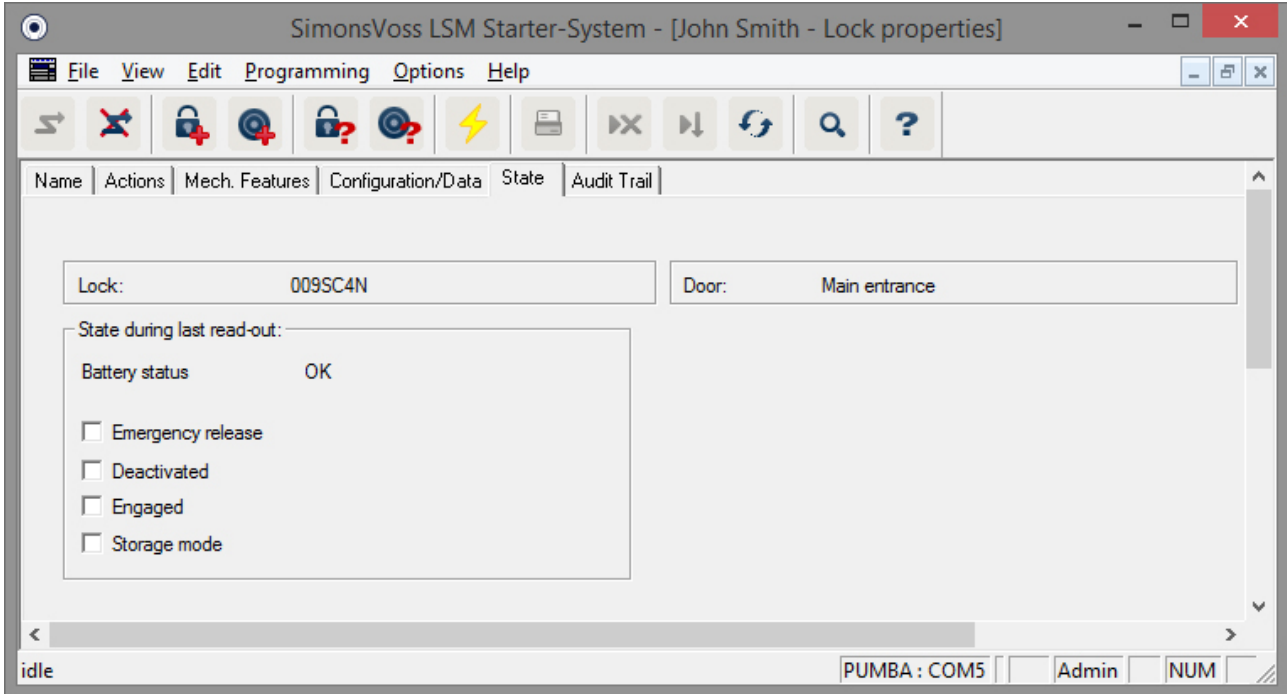 SimonsVoss LSM Starter-System - [John Smith - Lock properties]
File View Edit Programming Options Help
Name Actions Mech. Features Configuration/Data State Audit Trail
Lock: 009SC4N Door: Main entrance
State during last read-out:
Battery status OK
Emergency release
Deactivated
Engaged
Storage mode
idle PUMBA : COM5 Admin NUM